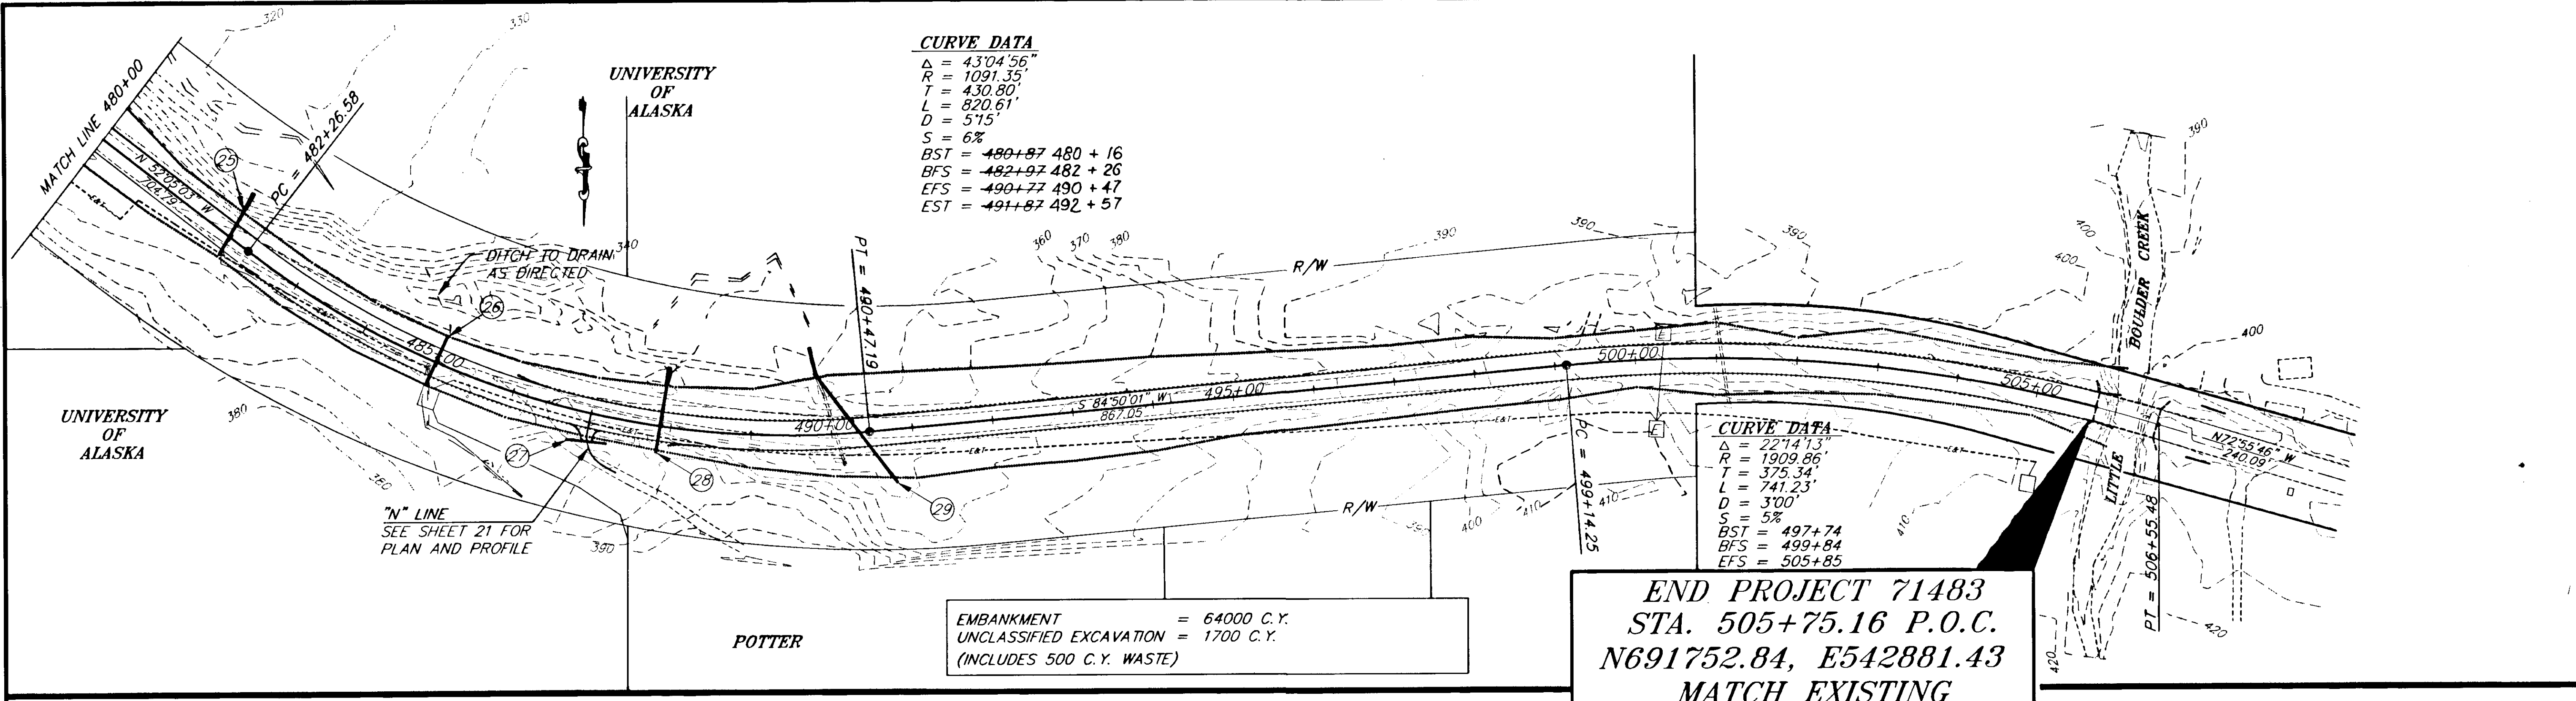 320
330
MATCH LINE 480+00
25
PC = 482+26.58
N 52°05'03" W
704.79
E&T
UNIVERSITY
OF
ALASKA
CURVE DATA
Δ = 43°04'56"
R = 1091.35'
T = 430.80'
L = 820.61'
D = 5°15'
S = 6%
BST = 480+87 480 + 16
BFS = 482+97 482 + 26
EFS = 490+77 490 + 47
EST = 491+87 492 + 57
DITCH TO DRAIN
AS DIRECTED
340
26
E&T
485+00
PT = 490+47.19
360
370
380
390
R/W
390
390
400
400
390
LITTLE BOULDER CREEK
400
UNIVERSITY
OF
ALASKA
380
380
27
E&T
28
490+00
29
S 84°50'01" W
867.05
495+00
E&T
E&T
500+00
E
E
505+00
PC = 499+14.25
"N" LINE
SEE SHEET 21 FOR
PLAN AND PROFILE
390
R/W
390
400
410
410
CURVE DATA
Δ = 22°14'13"
R = 1909.86'
T = 375.34'
L = 741.23'
D = 3°00'
S = 5%
BST = 497+74
BFS = 499+84
EFS = 505+85
E&T
410
N72°55'46" W
240.09'
PT = 506+55.48
420
420
POTTER
EMBANKMENT = 64000 C.Y.
UNCLASSIFIED EXCAVATION = 1700 C.Y.
(INCLUDES 500 C.Y. WASTE)
END PROJECT 71483
STA. 505+75.16 P.O.C.
N691752.84, E542881.43
MATCH EXISTING